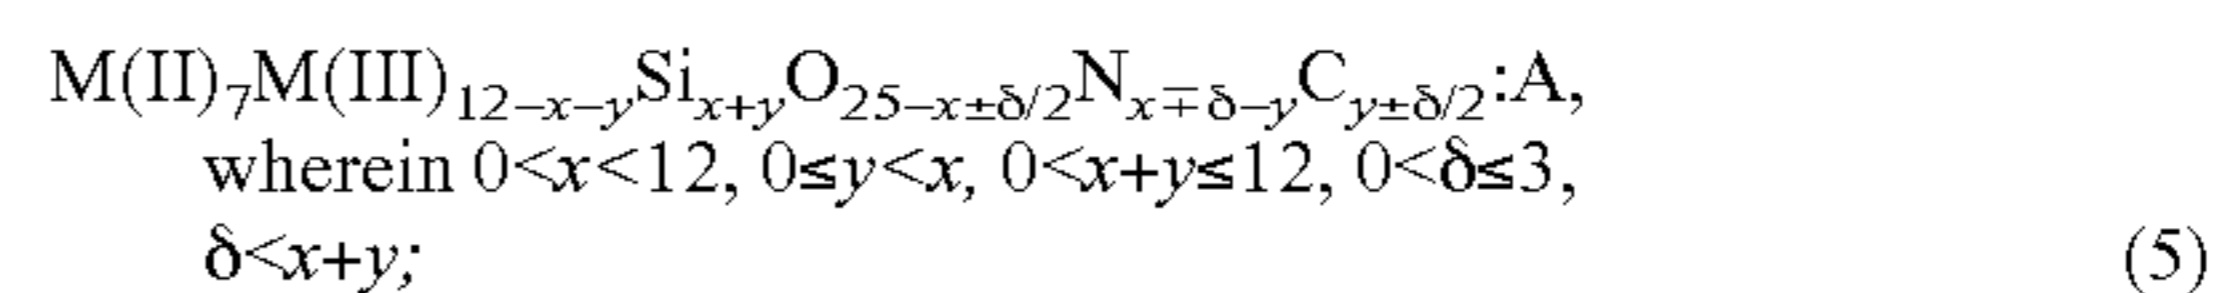 M(II)₇M(III)₁₂₋ₓ₋ySiₓ₊yO₂₅₋ₓ±δ/₂Nₓ∓δ₋yCy±δ/₂:A,
wherein 0<x<12, 0≤y<x, 0<x+y≤12, 0<δ≤3,
δ<x+y; (5)